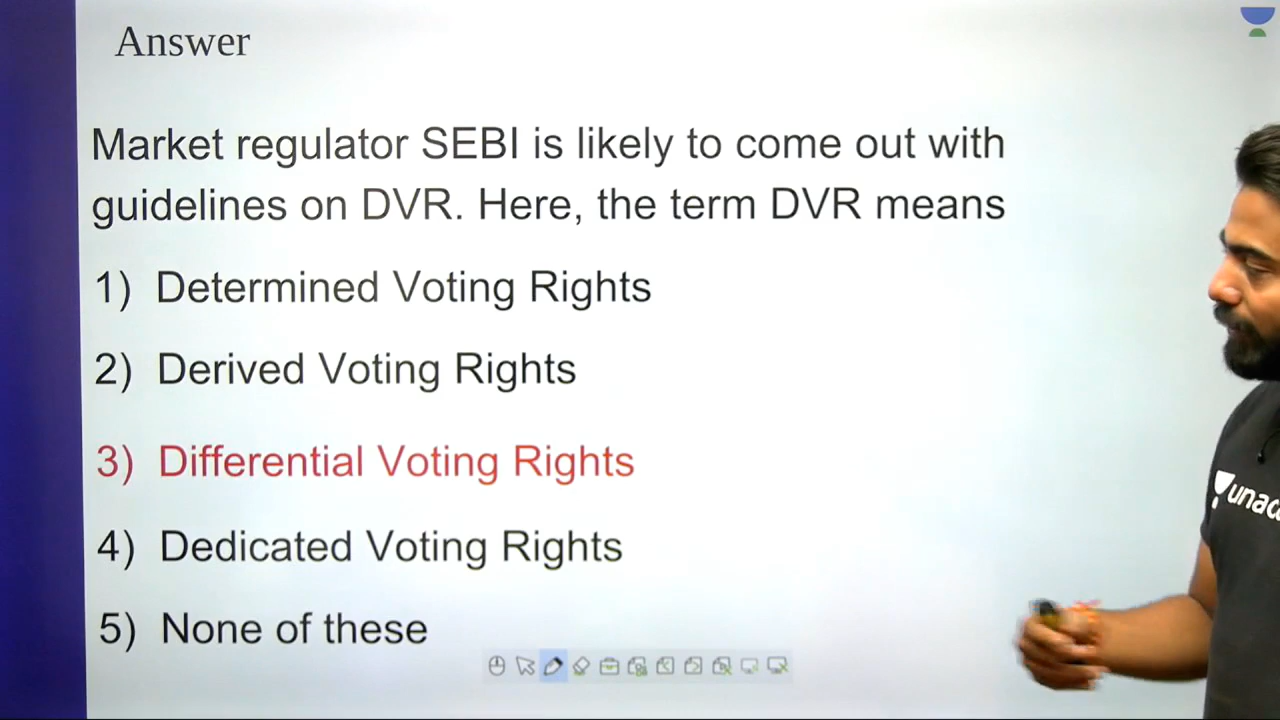 Answer
Market regulator SEBI is likely to come out with
guidelines on DVR. Here, the term DVR means
1) Determined Voting Rights
2) Derived Voting Rights
3) Differential Voting Rights
4) Dedicated Voting Rights
5) None of these
unac